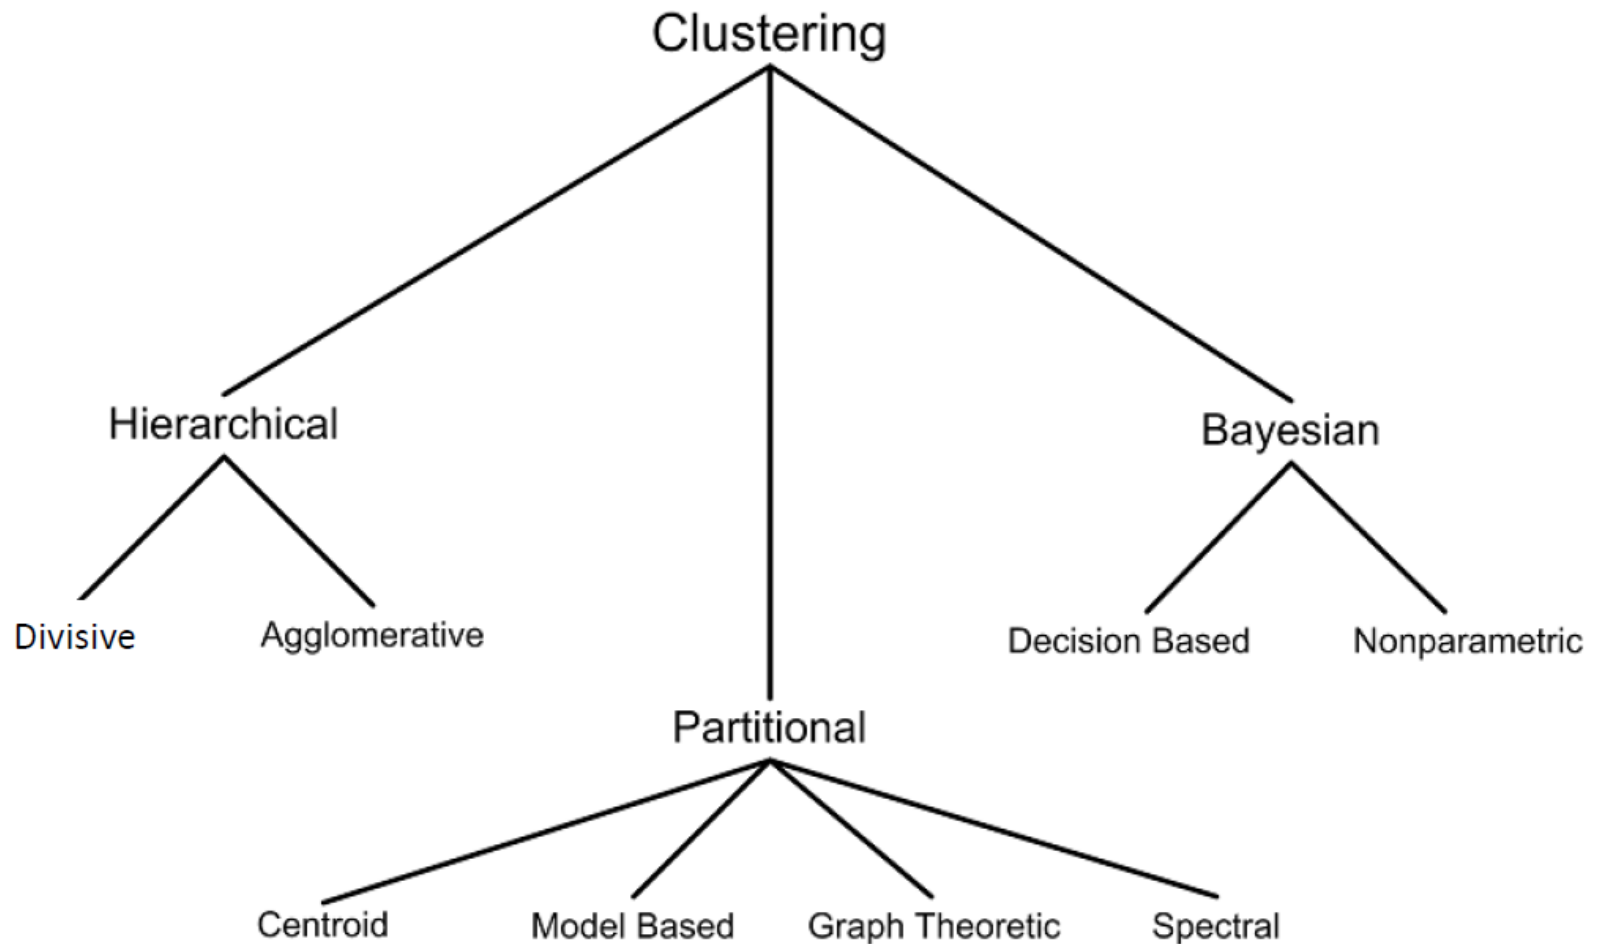 Clustering
Hierarchical
Bayesian
Divisive
Agglomerative
Decision Based
Nonparametric
Partitional
Centroid
Model Based
Graph Theoretic
Spectral